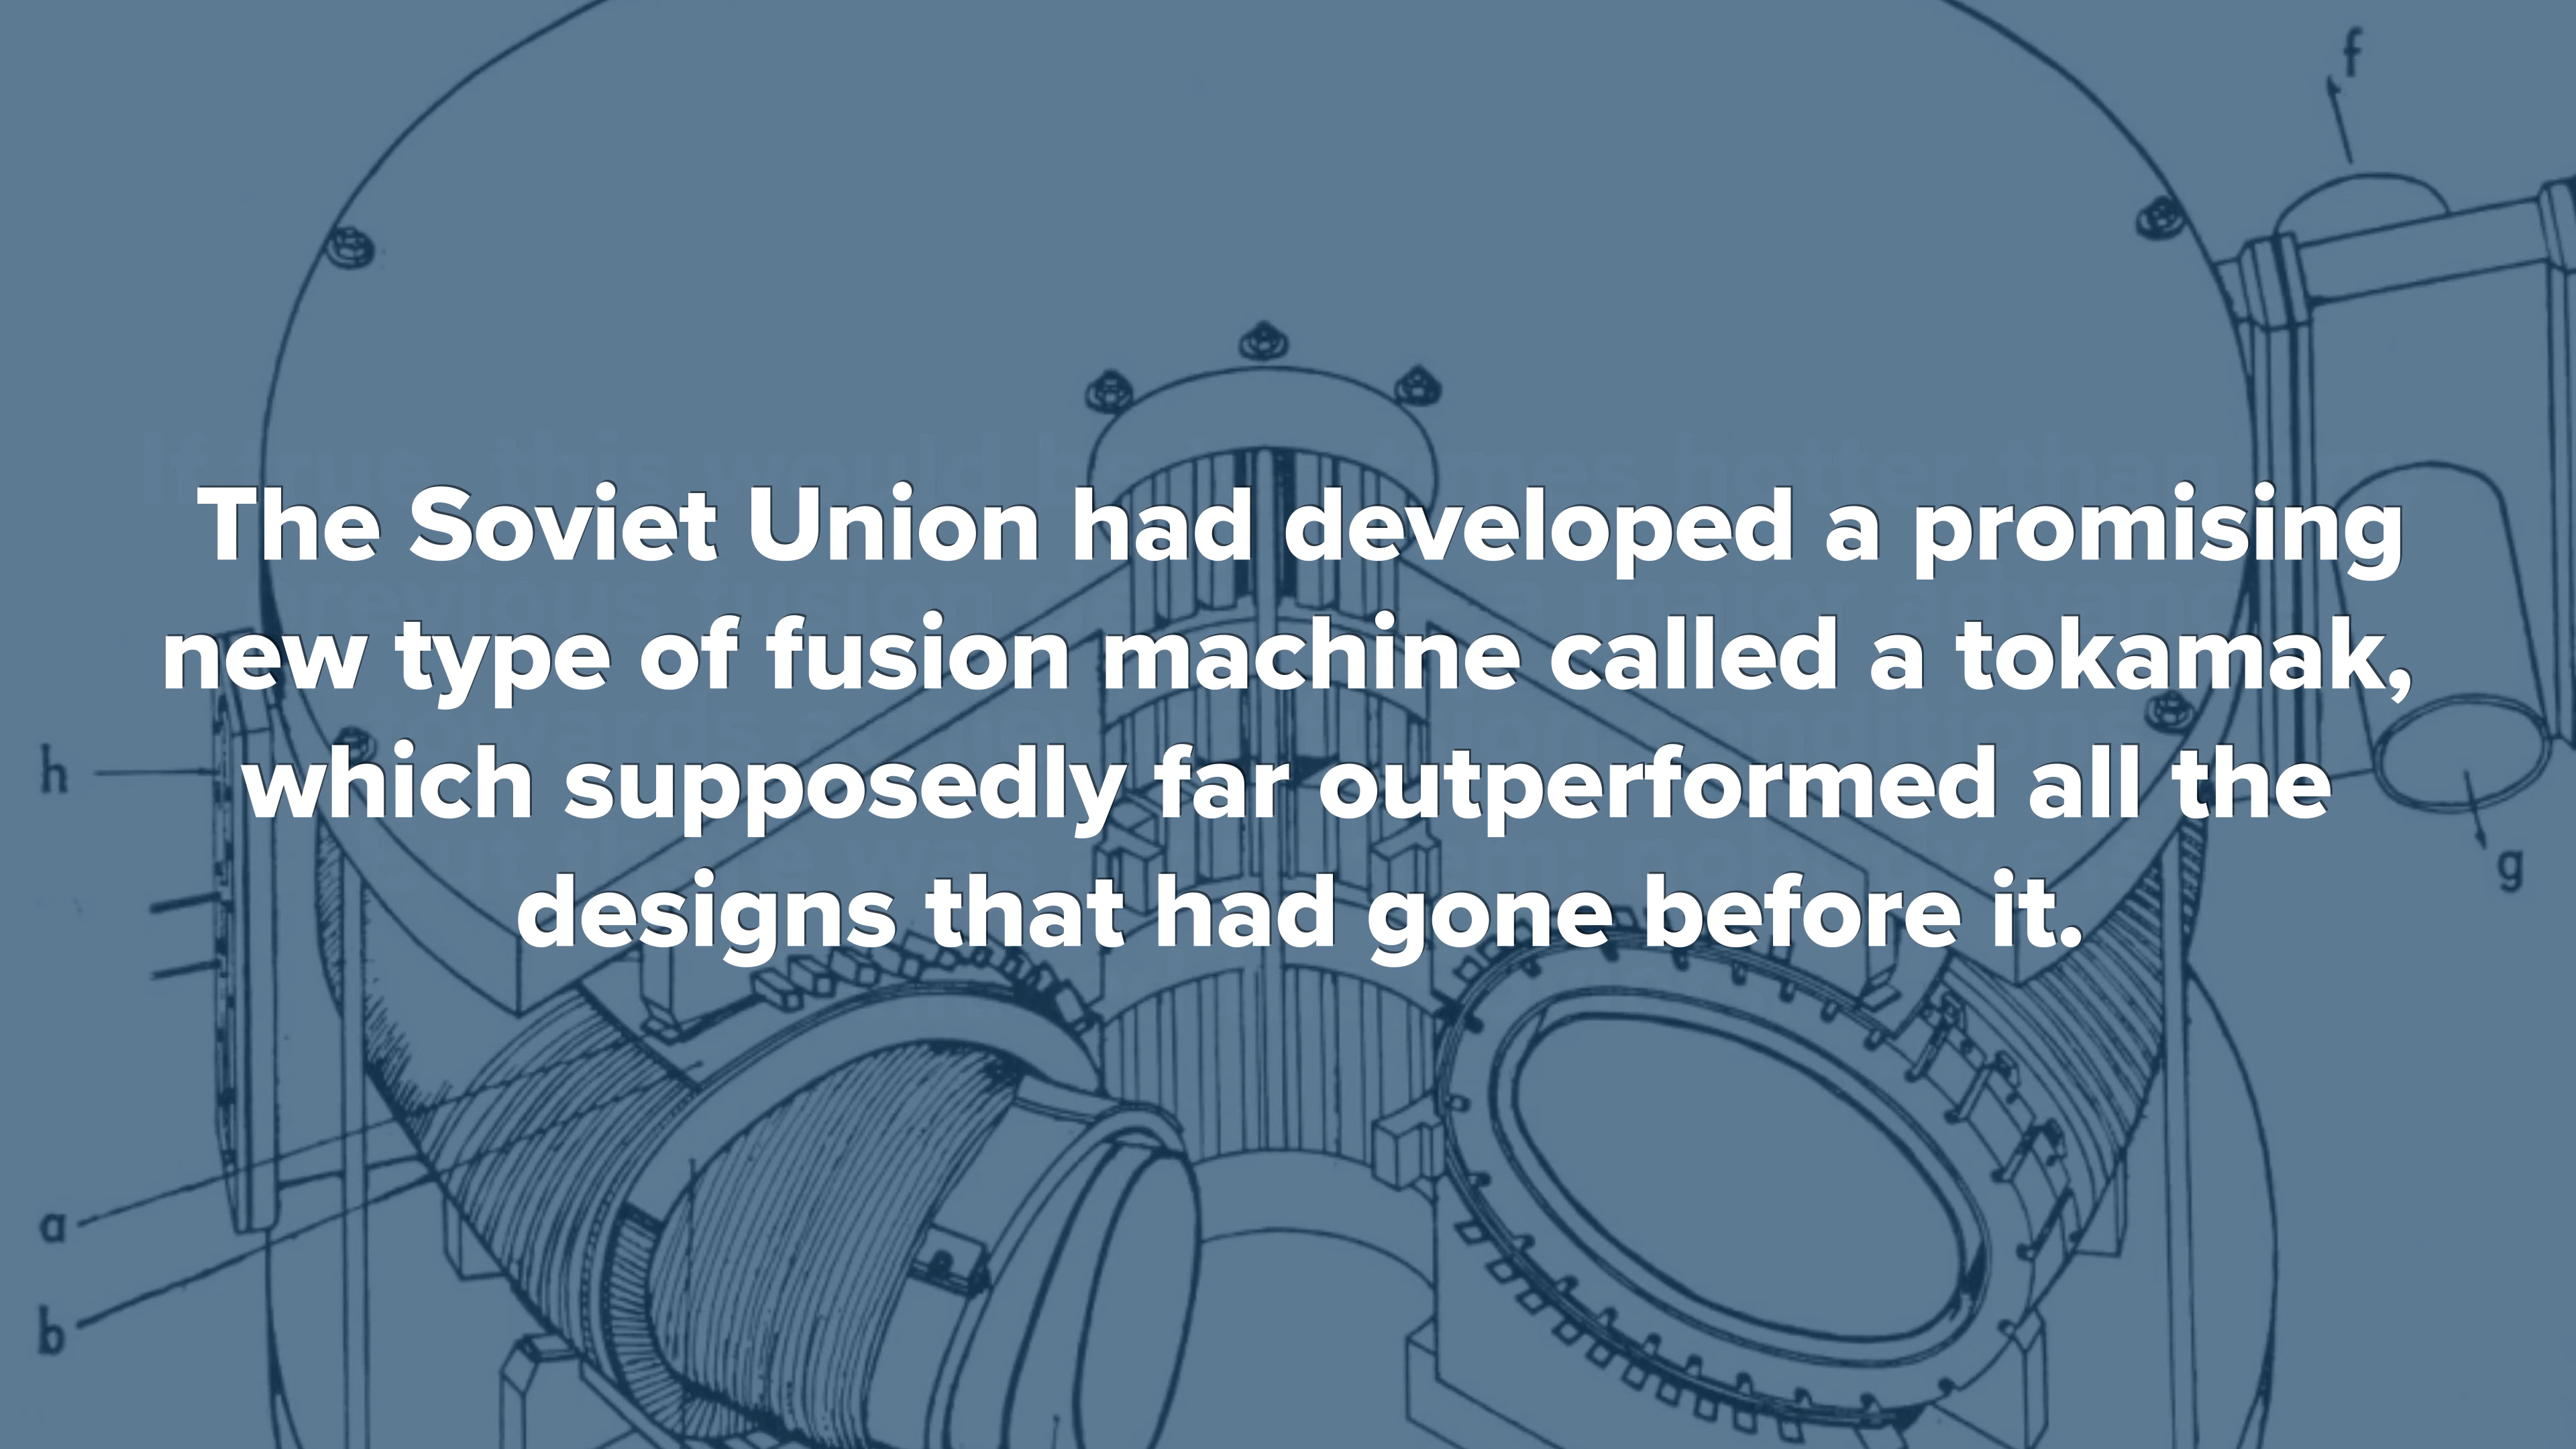 f
The Soviet Union had developed a promising
new type of fusion machine called a tokamak,
which supposedly far outperformed all the
designs that had gone before it.
h
g
a
b